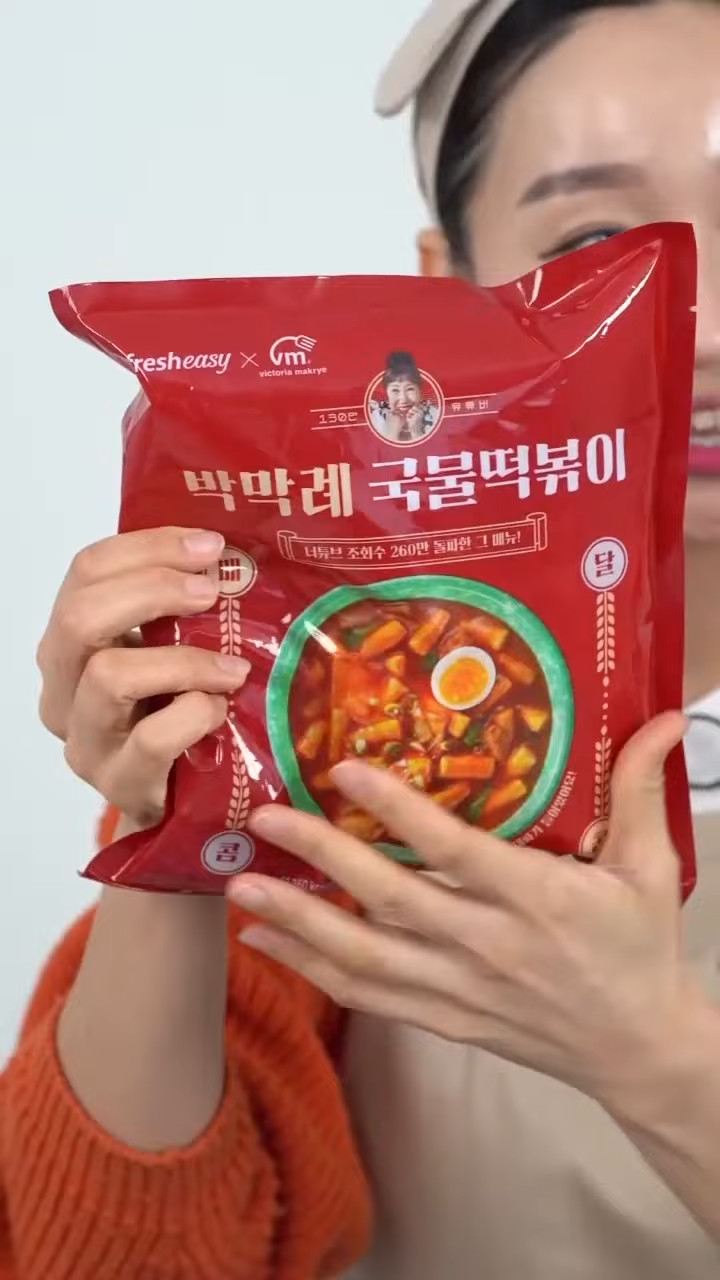 fresheasy × vm
victoria makrye
130만 유튜버
박막례 국물떡볶이
너튜브 조회수 260만 돌파한 그 메뉴!
매
달
콤